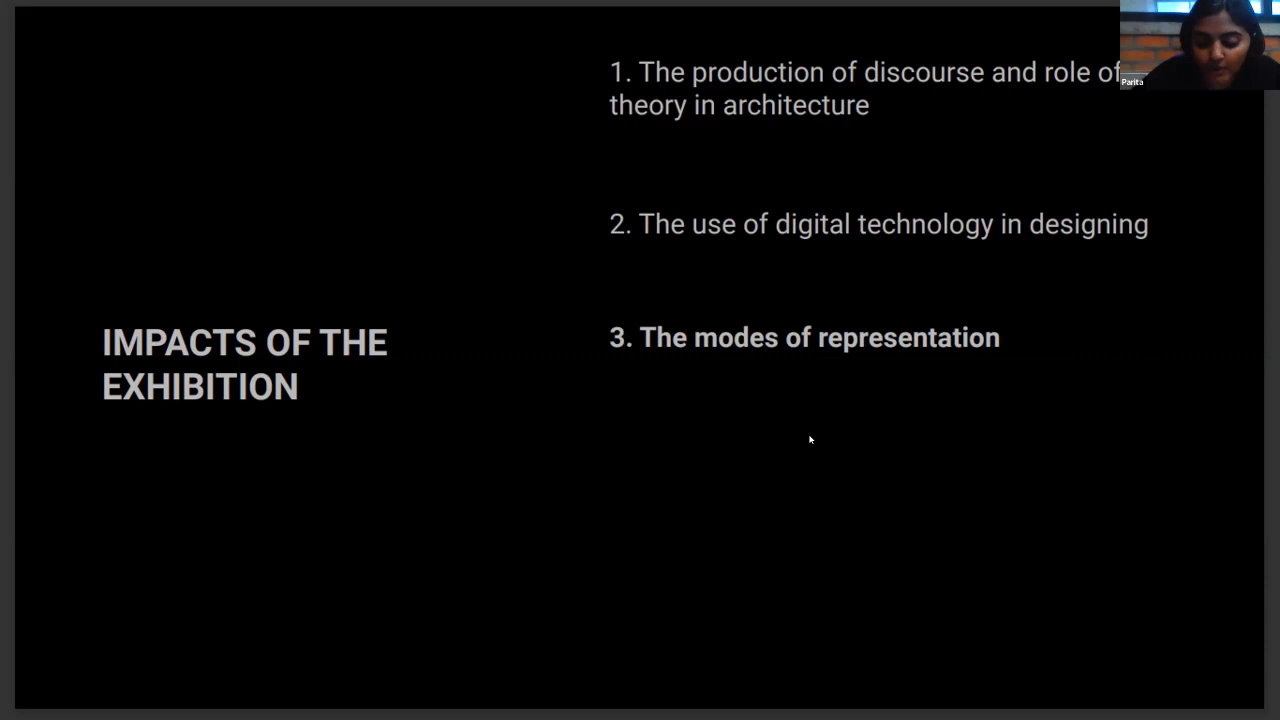 1. The production of discourse and role of
theory in architecture
2. The use of digital technology in designing
3. The modes of representation
IMPACTS OF THE
EXHIBITION
Parita